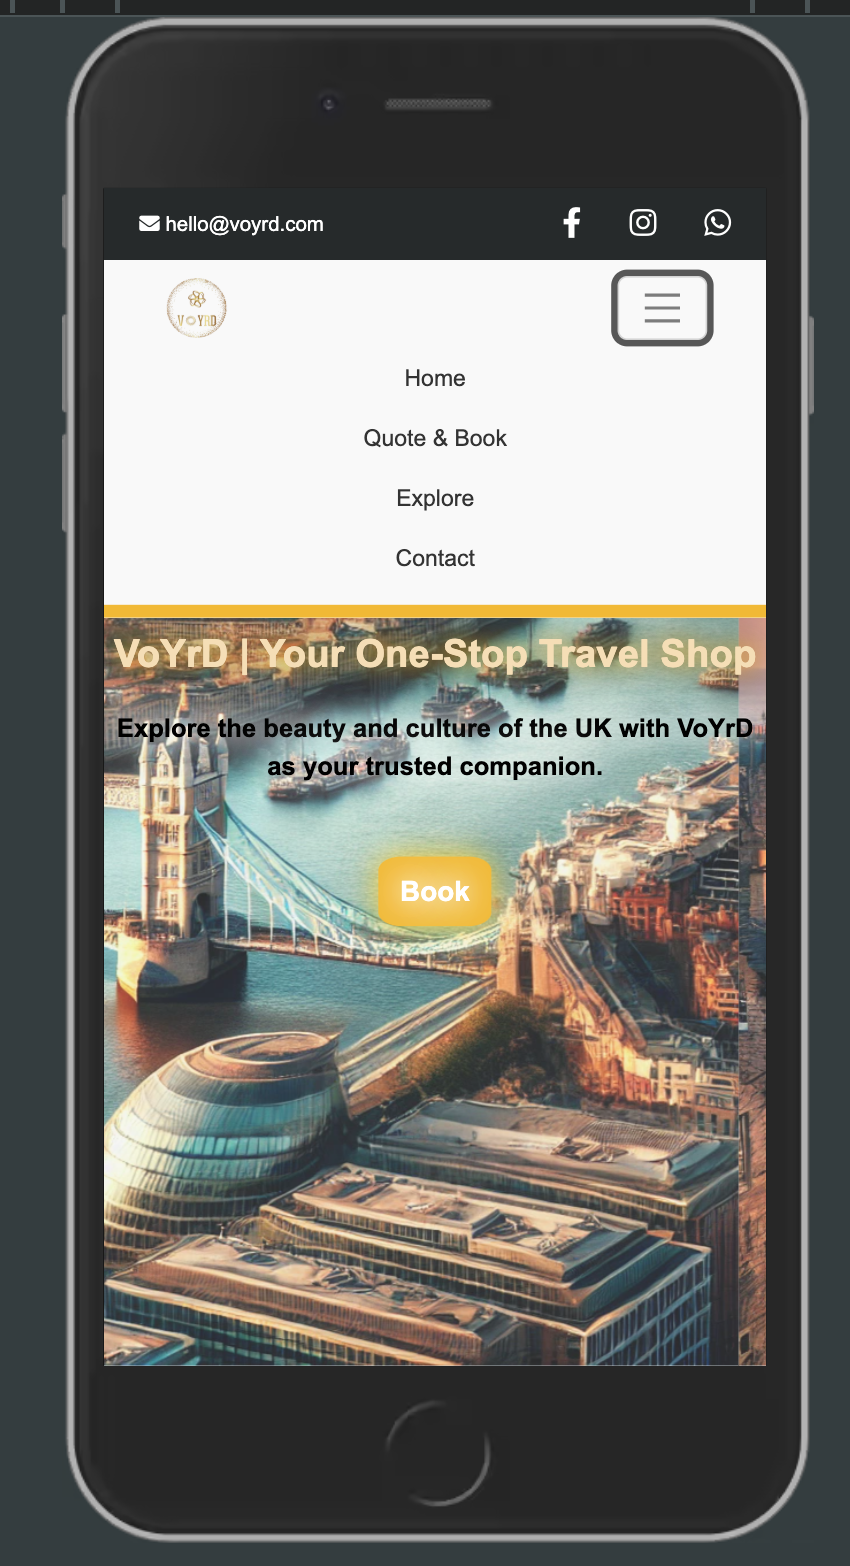 hello@voyrd.com
VOYRD
Home
Quote & Book
Explore
Contact
VoYrD | Your One-Stop Travel Shop
Explore the beauty and culture of the UK with VoYrD
as your trusted companion.
Book